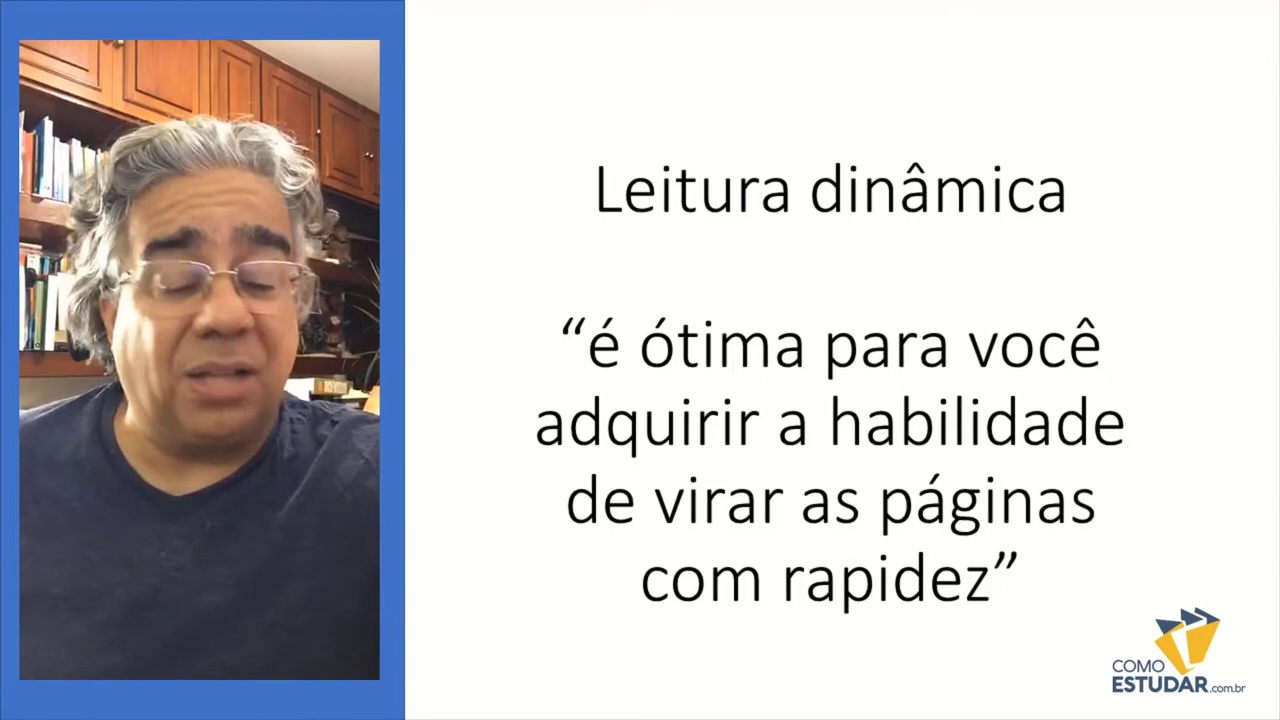 Leitura dinâmica
“é ótima para você
adquirir a habilidade
de virar as páginas
com rapidez”
COMO
ESTUDAR.com.br